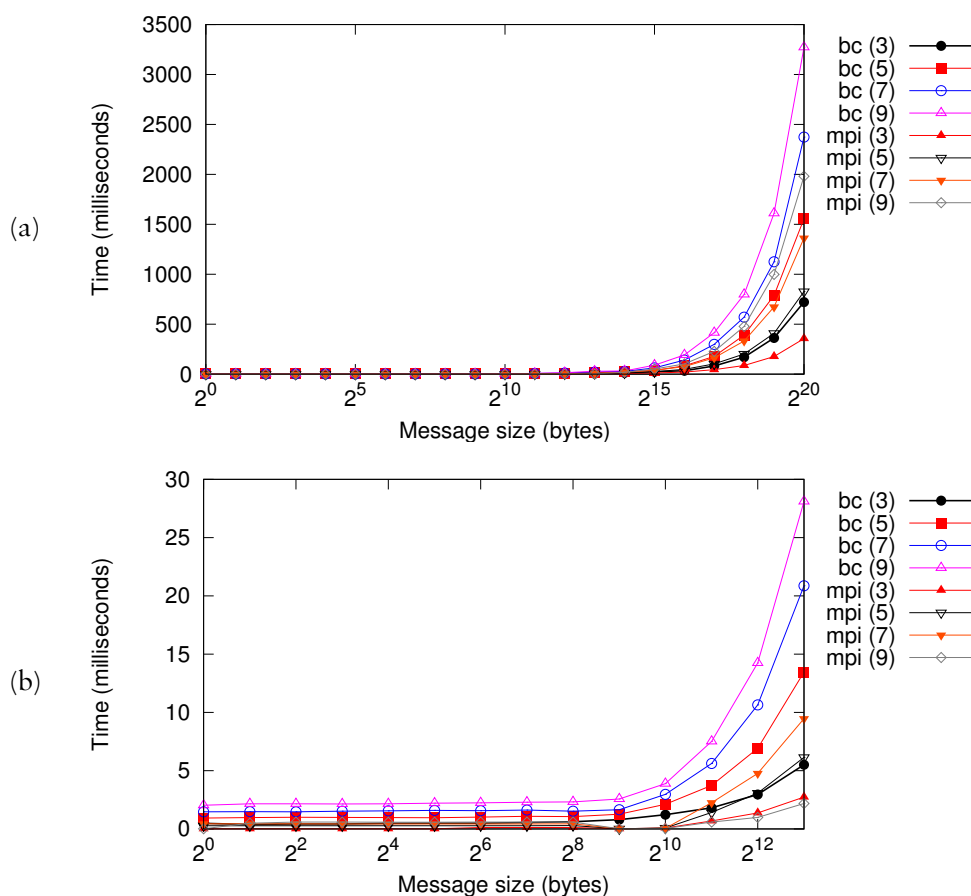 (a)
Time (milliseconds)
3500
3000
2500
2000
1500
1000
500
0
2^0 2^5 2^10 2^15 2^20
Message size (bytes)
bc (3)
bc (5)
bc (7)
bc (9)
mpi (3)
mpi (5)
mpi (7)
mpi (9)
(b)
Time (milliseconds)
30
25
20
15
10
5
0
2^0 2^2 2^4 2^6 2^8 2^10 2^12
Message size (bytes)
bc (3)
bc (5)
bc (7)
bc (9)
mpi (3)
mpi (5)
mpi (7)
mpi (9)